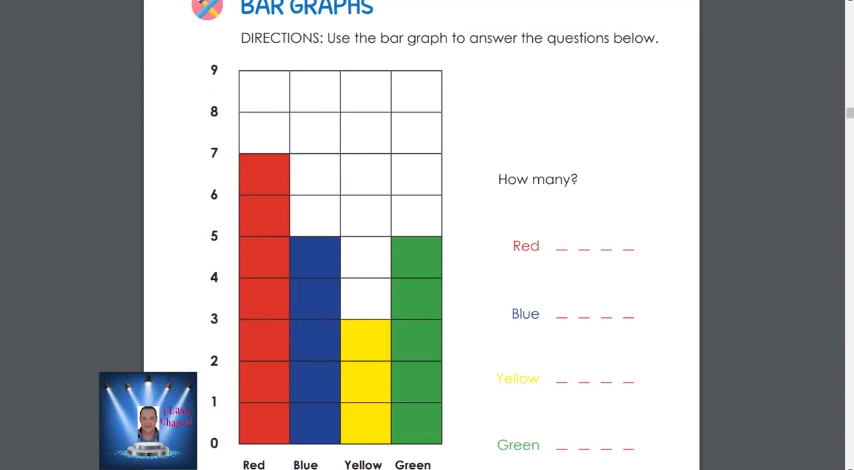 BAR GRAPHS
DIRECTIONS: Use the bar graph to answer the questions below.
9
8
7
6
5
4
3
2
1
0
Red Blue Yellow Green
How many?
Red _ _ _ _
Blue _ _ _ _
Yellow _ _ _ _
Green _ _ _ _